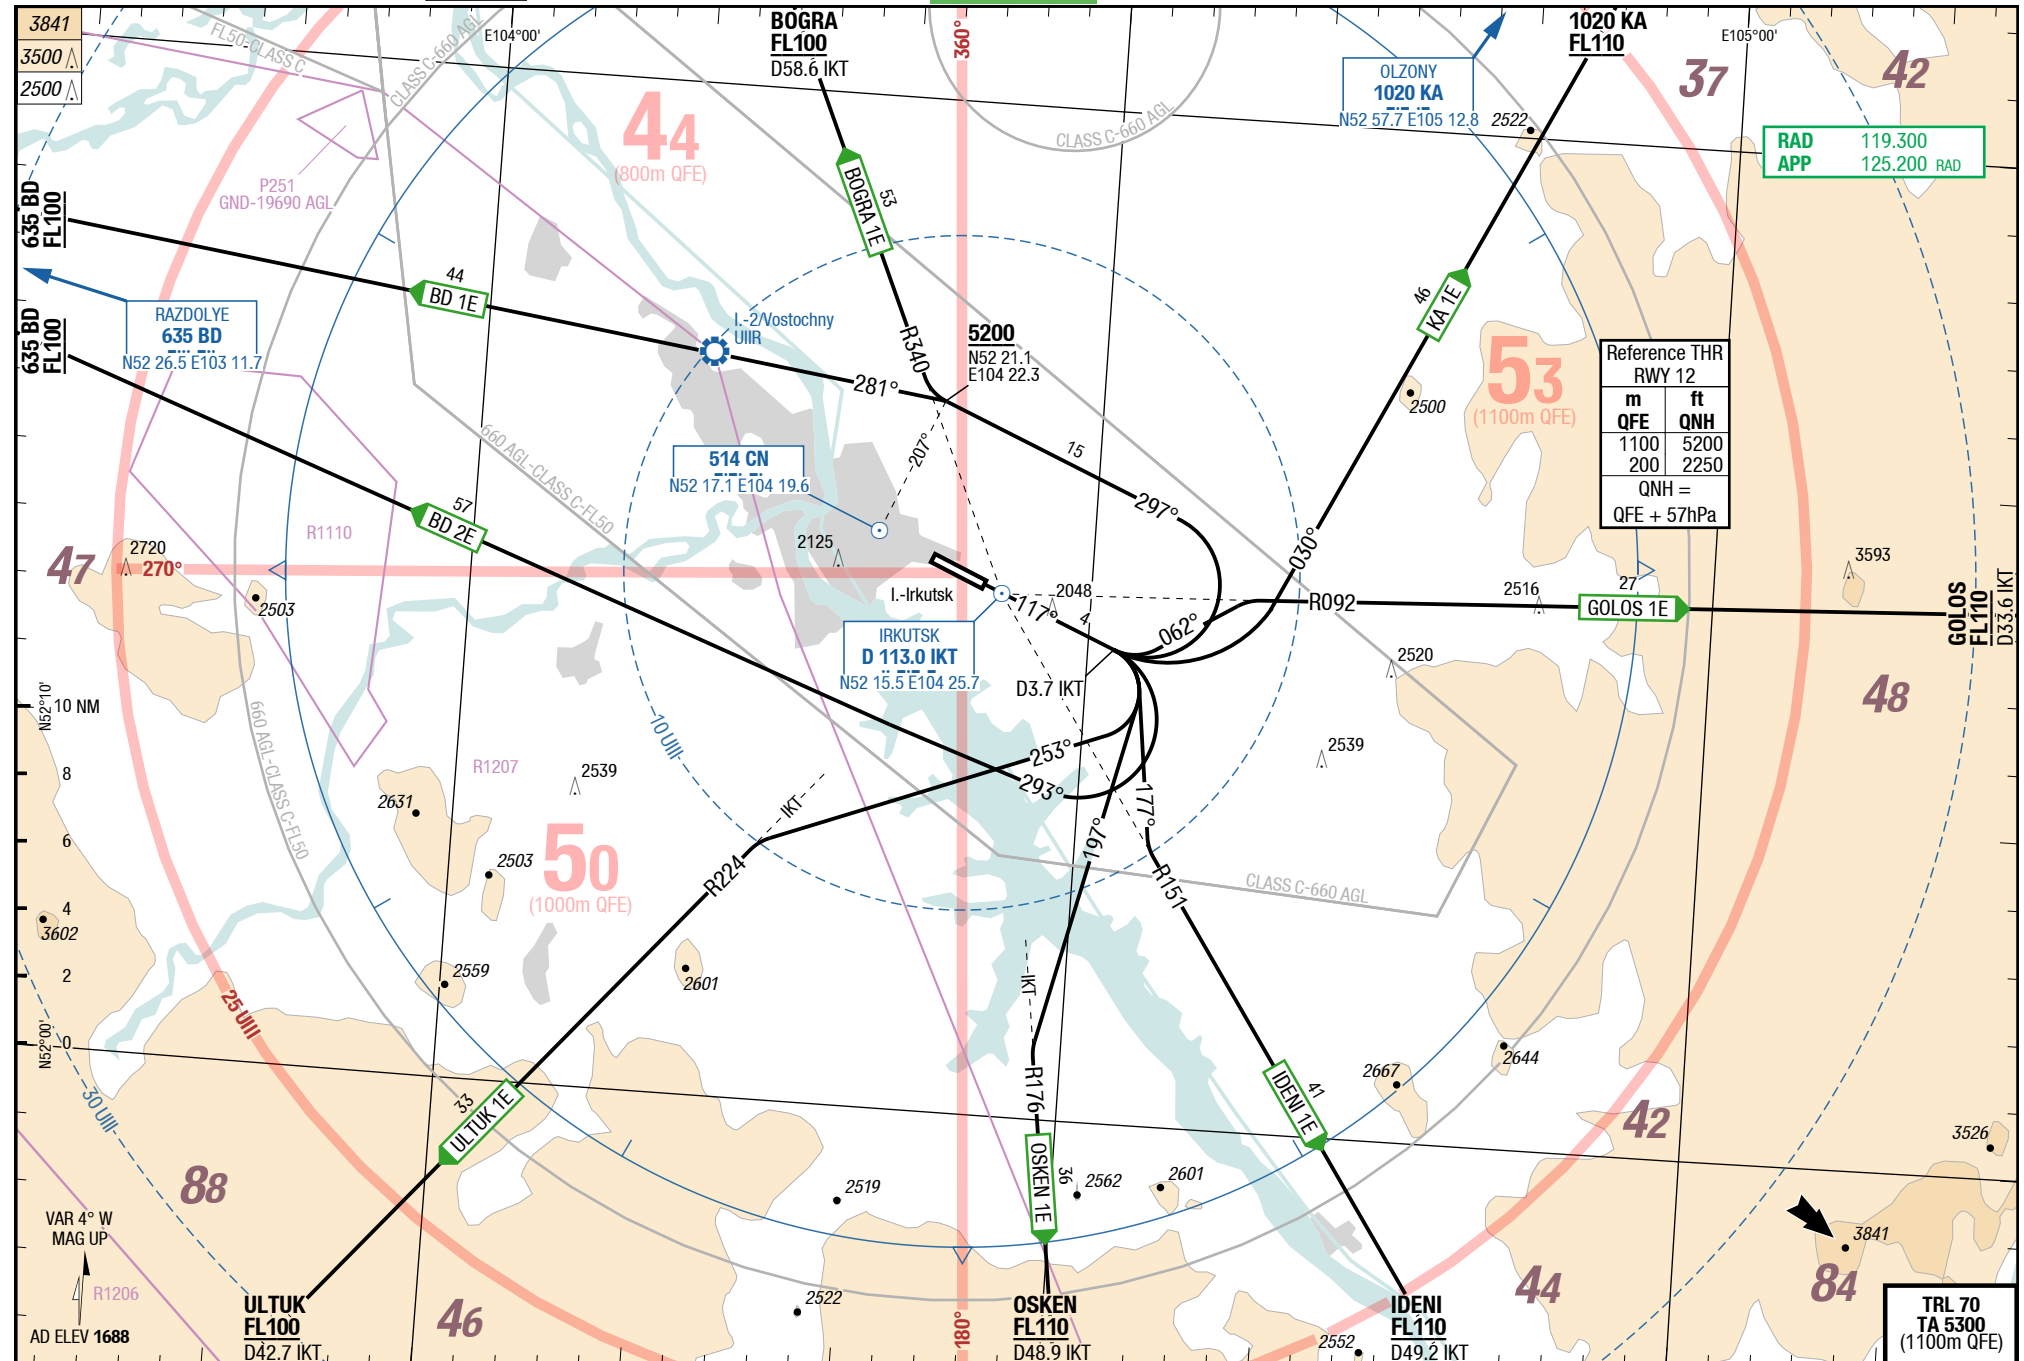 3841
3500
2500
FL50-CLASS C
CLASS C-660 AGL
E104°00'
BOGRA
FL100
D58.6 IKT
360°
CLASS C-660 AGL
OLZONY
1020 KA
N52 57.7 E105 12.8
1020 KA
FL110
E105°00'
37
42
2522
RAD 119.300
APP 125.200 RAD
44
(800m QFE)
P251
GND-19690 AGL
635 BD
FL100
53
BOGRA 1E
44
BD 1E
46
KA 1E
RAZDOLYE
635 BD
N52 26.5 E103 11.7
635 BD
FL100
I.-2/Vostochny
UIIR
R340
281°
5200
N52 21.1
E104 22.3
53
(1100m QFE)
2500
Reference THR
RWY 12
m ft
QFE QNH
1100 5200
200 2250
QNH =
QFE + 57hPa
660 AGL-CLASS C-FL50
514 CN
N52 17.1 E104 19.6
207°
15
297°
57
BD 2E
R1110
2125
030°
47
2720
270°
2503
I.-Irkutsk
117°
2048
4
062°
R092
2516
27
GOLOS 1E
3593
GOLOS
FL110
D33.6 IKT
IRKUTSK
D 113.0 IKT
N52 15.5 E104 25.7
D3.7 IKT
2520
48
N52°10'
10 NM
660 AGL-CLASS C-FL50
10 UIII
253°
293°
2539
8
R1207
2539
2631
IKT
177°
197°
6
50
(1000m QFE)
2503
R224
R151
CLASS C-660 AGL
4
3602
2
2559
2601
IKT
25 UIII
N52°00'
0
30 UIII
33
ULTUK 1E
R176
41
IDENI 1E
2667
2644
42
3526
88
OSKEN 1E
36
2562
2601
2519
VAR 4° W
MAG UP
R1206
AD ELEV 1688
3841
84
44
46
2522
2552
ULTUK
FL100
D42.7 IKT
180°
OSKEN
FL110
D48.9 IKT
IDENI
FL110
D49.2 IKT
TRL 70
TA 5300
(1100m QFE)